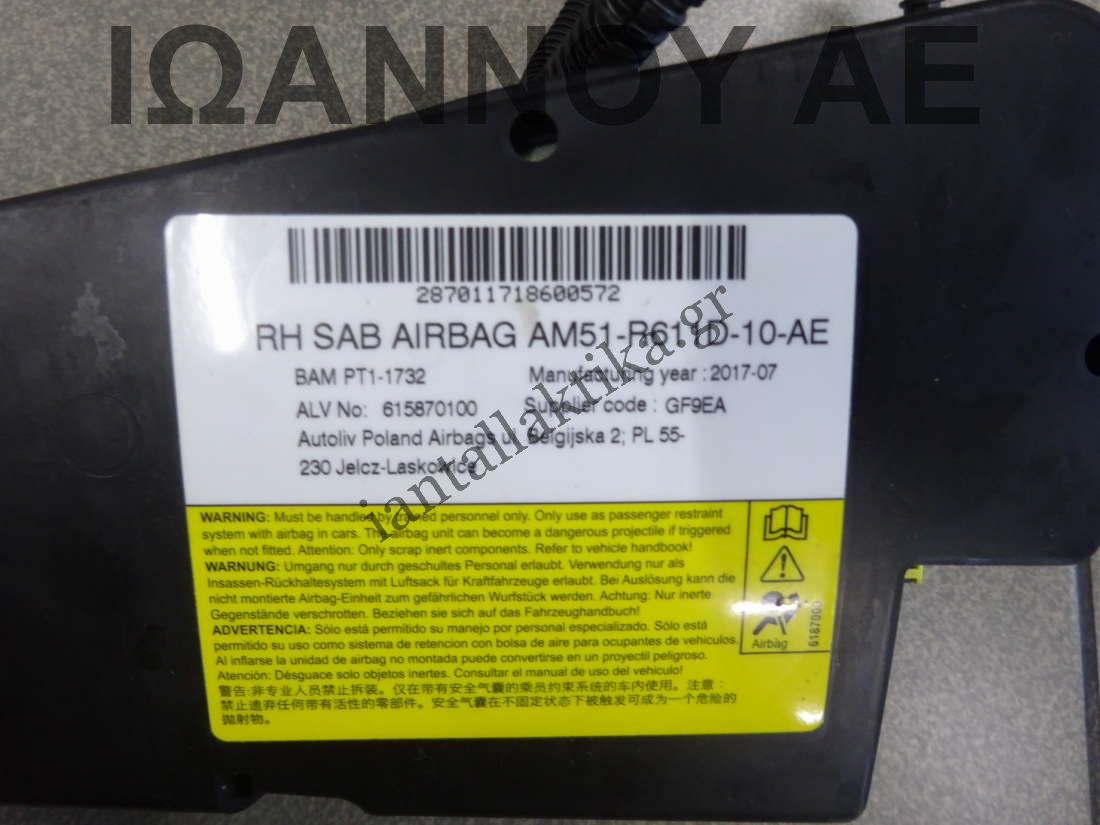 ΙΩΑΝΝΟΥ ΑΕ
287011718600572
RH SAB AIRBAG AM51-R611D-10-AE
BAM PT1-1732 Manufacturing year : 2017-07
ALV No: 615870100 Supplier code : GF9EA
Autoliv Poland Airbags ul. Belgijska 2; PL 55-
230 Jelcz-Laskowice
iantallaktika.gr
WARNING: Must be handled by trained personnel only. Only use as passenger restraint
system with airbag in cars. The airbag unit can become a dangerous projectile if triggered
when not fitted. Attention: Only scrap inert components. Refer to vehicle handbook!
WARNUNG: Umgang nur durch geschultes Personal erlaubt. Verwendung nur als
Insassen-Rückhaltesystem mit Luftsack für Kraftfahrzeuge erlaubt. Bei Auslösung kann die
nicht montierte Airbag-Einheit zum gefährlichen Wurfstück werden. Achtung: Nur inerte
Gegenstände verschrotten. Beziehen sie sich auf das Fahrzeughandbuch!
ADVERTENCIA: Sólo está permitido su manejo por personal especializado. Sólo está
permitido su uso como sistema de retencion con bolsa de aire para ocupantes de vehiculos.
Al inflarse la unidad de airbag no montada puede convertirse en un proyectil peligroso.
Atención: Désguace solo objetos inertes. Consultar el manual de uso del vehiculo!
警告:非专业人员禁止拆装。仅在带有安全气囊的乘员约束系统的车内使用。注意:
禁止遗弃任何带有活性的零部件。安全气囊在不固定状态下被触发可成为一个危险的
抛射物。
Airbag
6187000